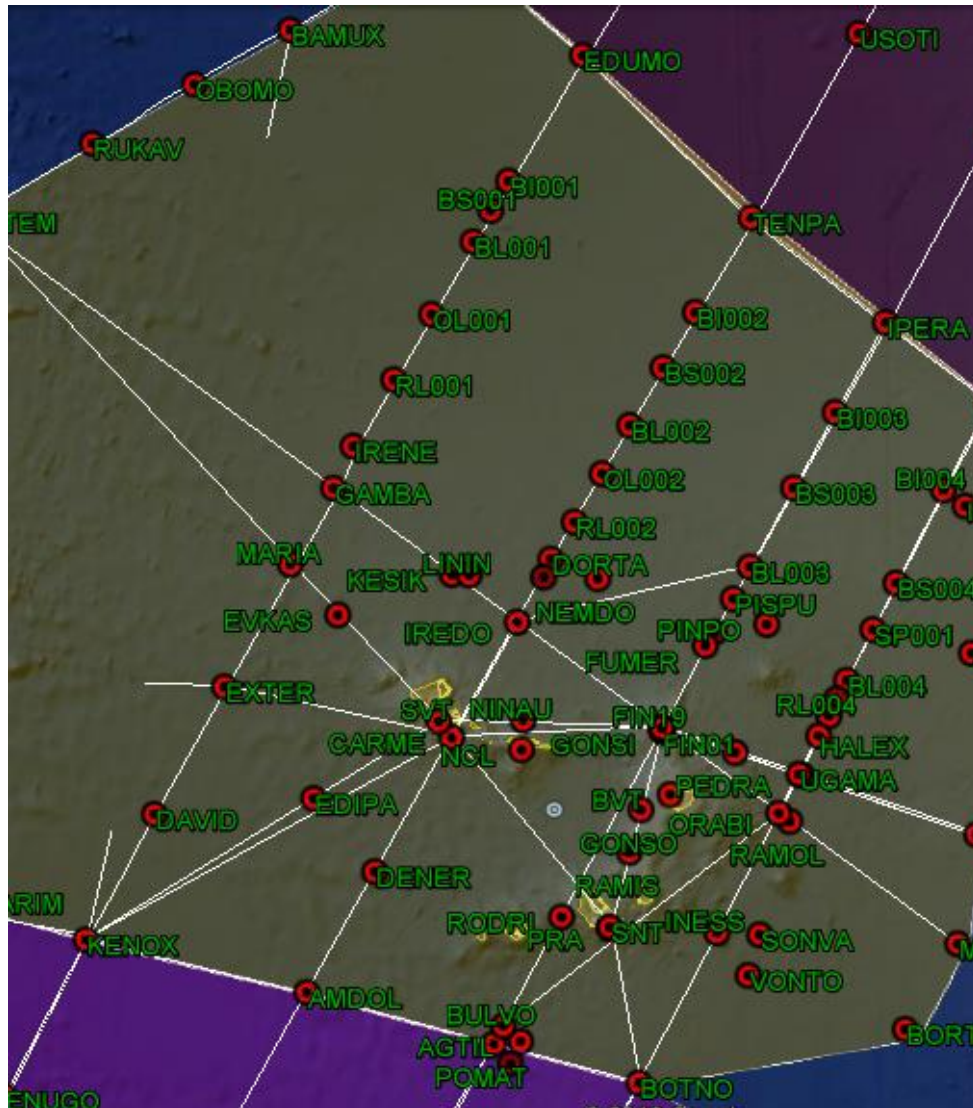 BAMUX
USOTI
EDUMO
OBOMO
RUKAV
BI001
BS001
TEM
TENPA
BL001
OL001
BI002
IPERA
RL001
BS002
BI003
BL002
IRENE
OL002
BI004
GAMBA
BS003
RL002
MARIA
LININ
DORTA
BL003
KESIK
BS004
PISPU
EVKAS
NEMDO
IREDO
PINPO
SP001
FUMER
BL004
EXTER
RL004
SVT
NINAU
FIN19
CARME
NCL
GONSI
FIN01
HALEX
UGAMA
EDIPA
BVT
PEDRA
DAVID
ORABI
GONSO
RAMOL
DENER
RAMIS
ARIM
RODRI
PRA
SNT
INESS
SONVA
KENOX
M
VONTO
AMDOL
BULVO
BORT
AGTIL
POMAT
BOTNO
ENUGO